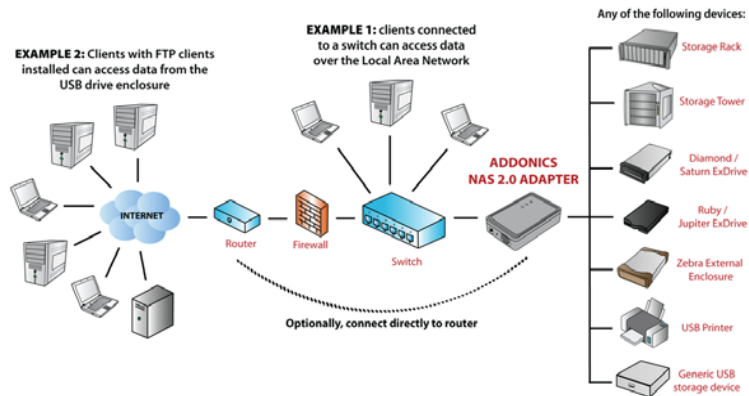 Any of the following devices:
EXAMPLE 1: clients connected
to a switch can access data
over the Local Area Network
EXAMPLE 2: Clients with FTP clients
installed can access data from the
USB drive enclosure
Storage Rack
Storage Tower
ADDONICS
NAS 2.0 ADAPTER
Diamond /
Saturn ExDrive
INTERNET
Router
Firewall
Switch
Ruby /
Jupiter ExDrive
Zebra External
Enclosure
Optionally, connect directly to router
USB Printer
Generic USB
storage device